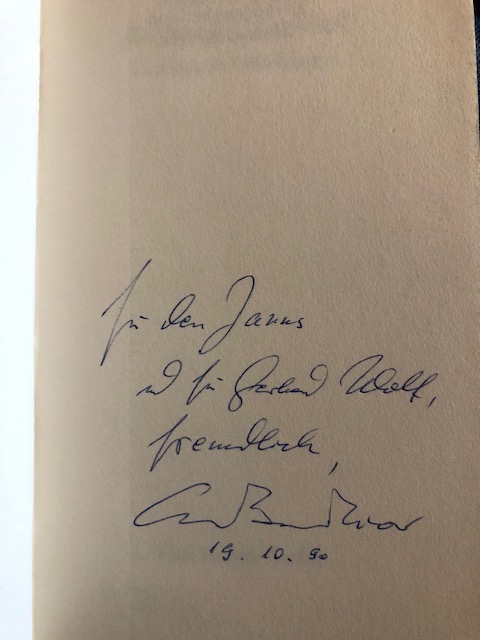 für den Janus
und für Gerhard Wolf,
freundlich,
19. 10. 90